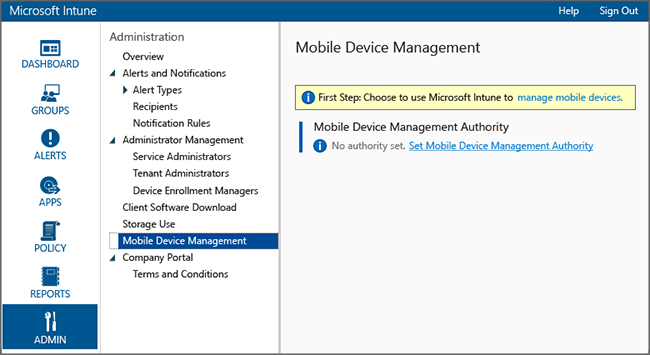 Microsoft Intune
Help
Sign Out
DASHBOARD
GROUPS
ALERTS
APPS
POLICY
REPORTS
ADMIN
Administration
Overview
Alerts and Notifications
Alert Types
Recipients
Notification Rules
Administrator Management
Service Administrators
Tenant Administrators
Device Enrollment Managers
Client Software Download
Storage Use
Mobile Device Management
Company Portal
Terms and Conditions
Mobile Device Management
First Step: Choose to use Microsoft Intune to manage mobile devices.
Mobile Device Management Authority
No authority set. Set Mobile Device Management Authority